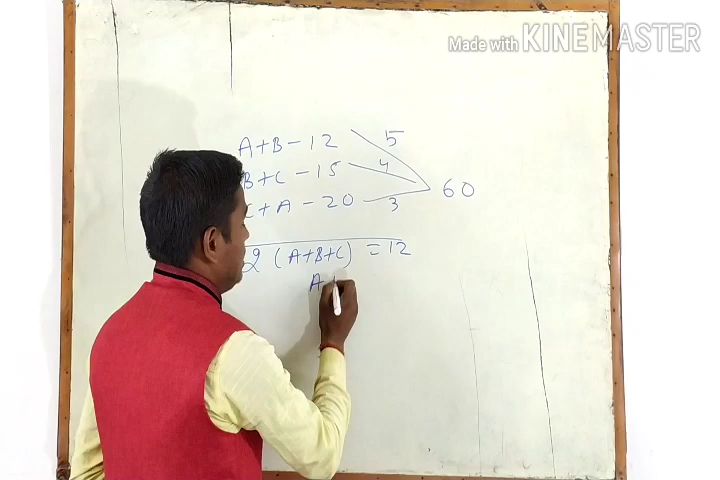 Made with KINEMASTER
A+B - 12 5
B+C - 15 4
C + A - 20 3 60
2 (A+B+C) = 12
A